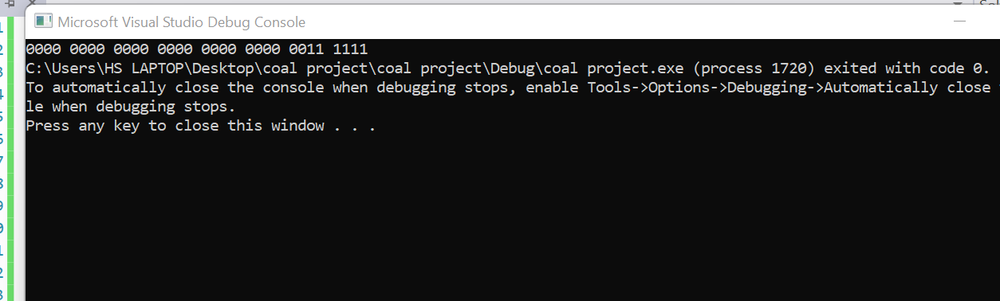 Microsoft Visual Studio Debug Console
0000 0000 0000 0000 0000 0000 0011 1111
C:\Users\HS LAPTOP\Desktop\coal project\coal project\Debug\coal project.exe (process 1720) exited with code 0.
To automatically close the console when debugging stops, enable Tools->Options->Debugging->Automatically close
le when debugging stops.
Press any key to close this window . . .